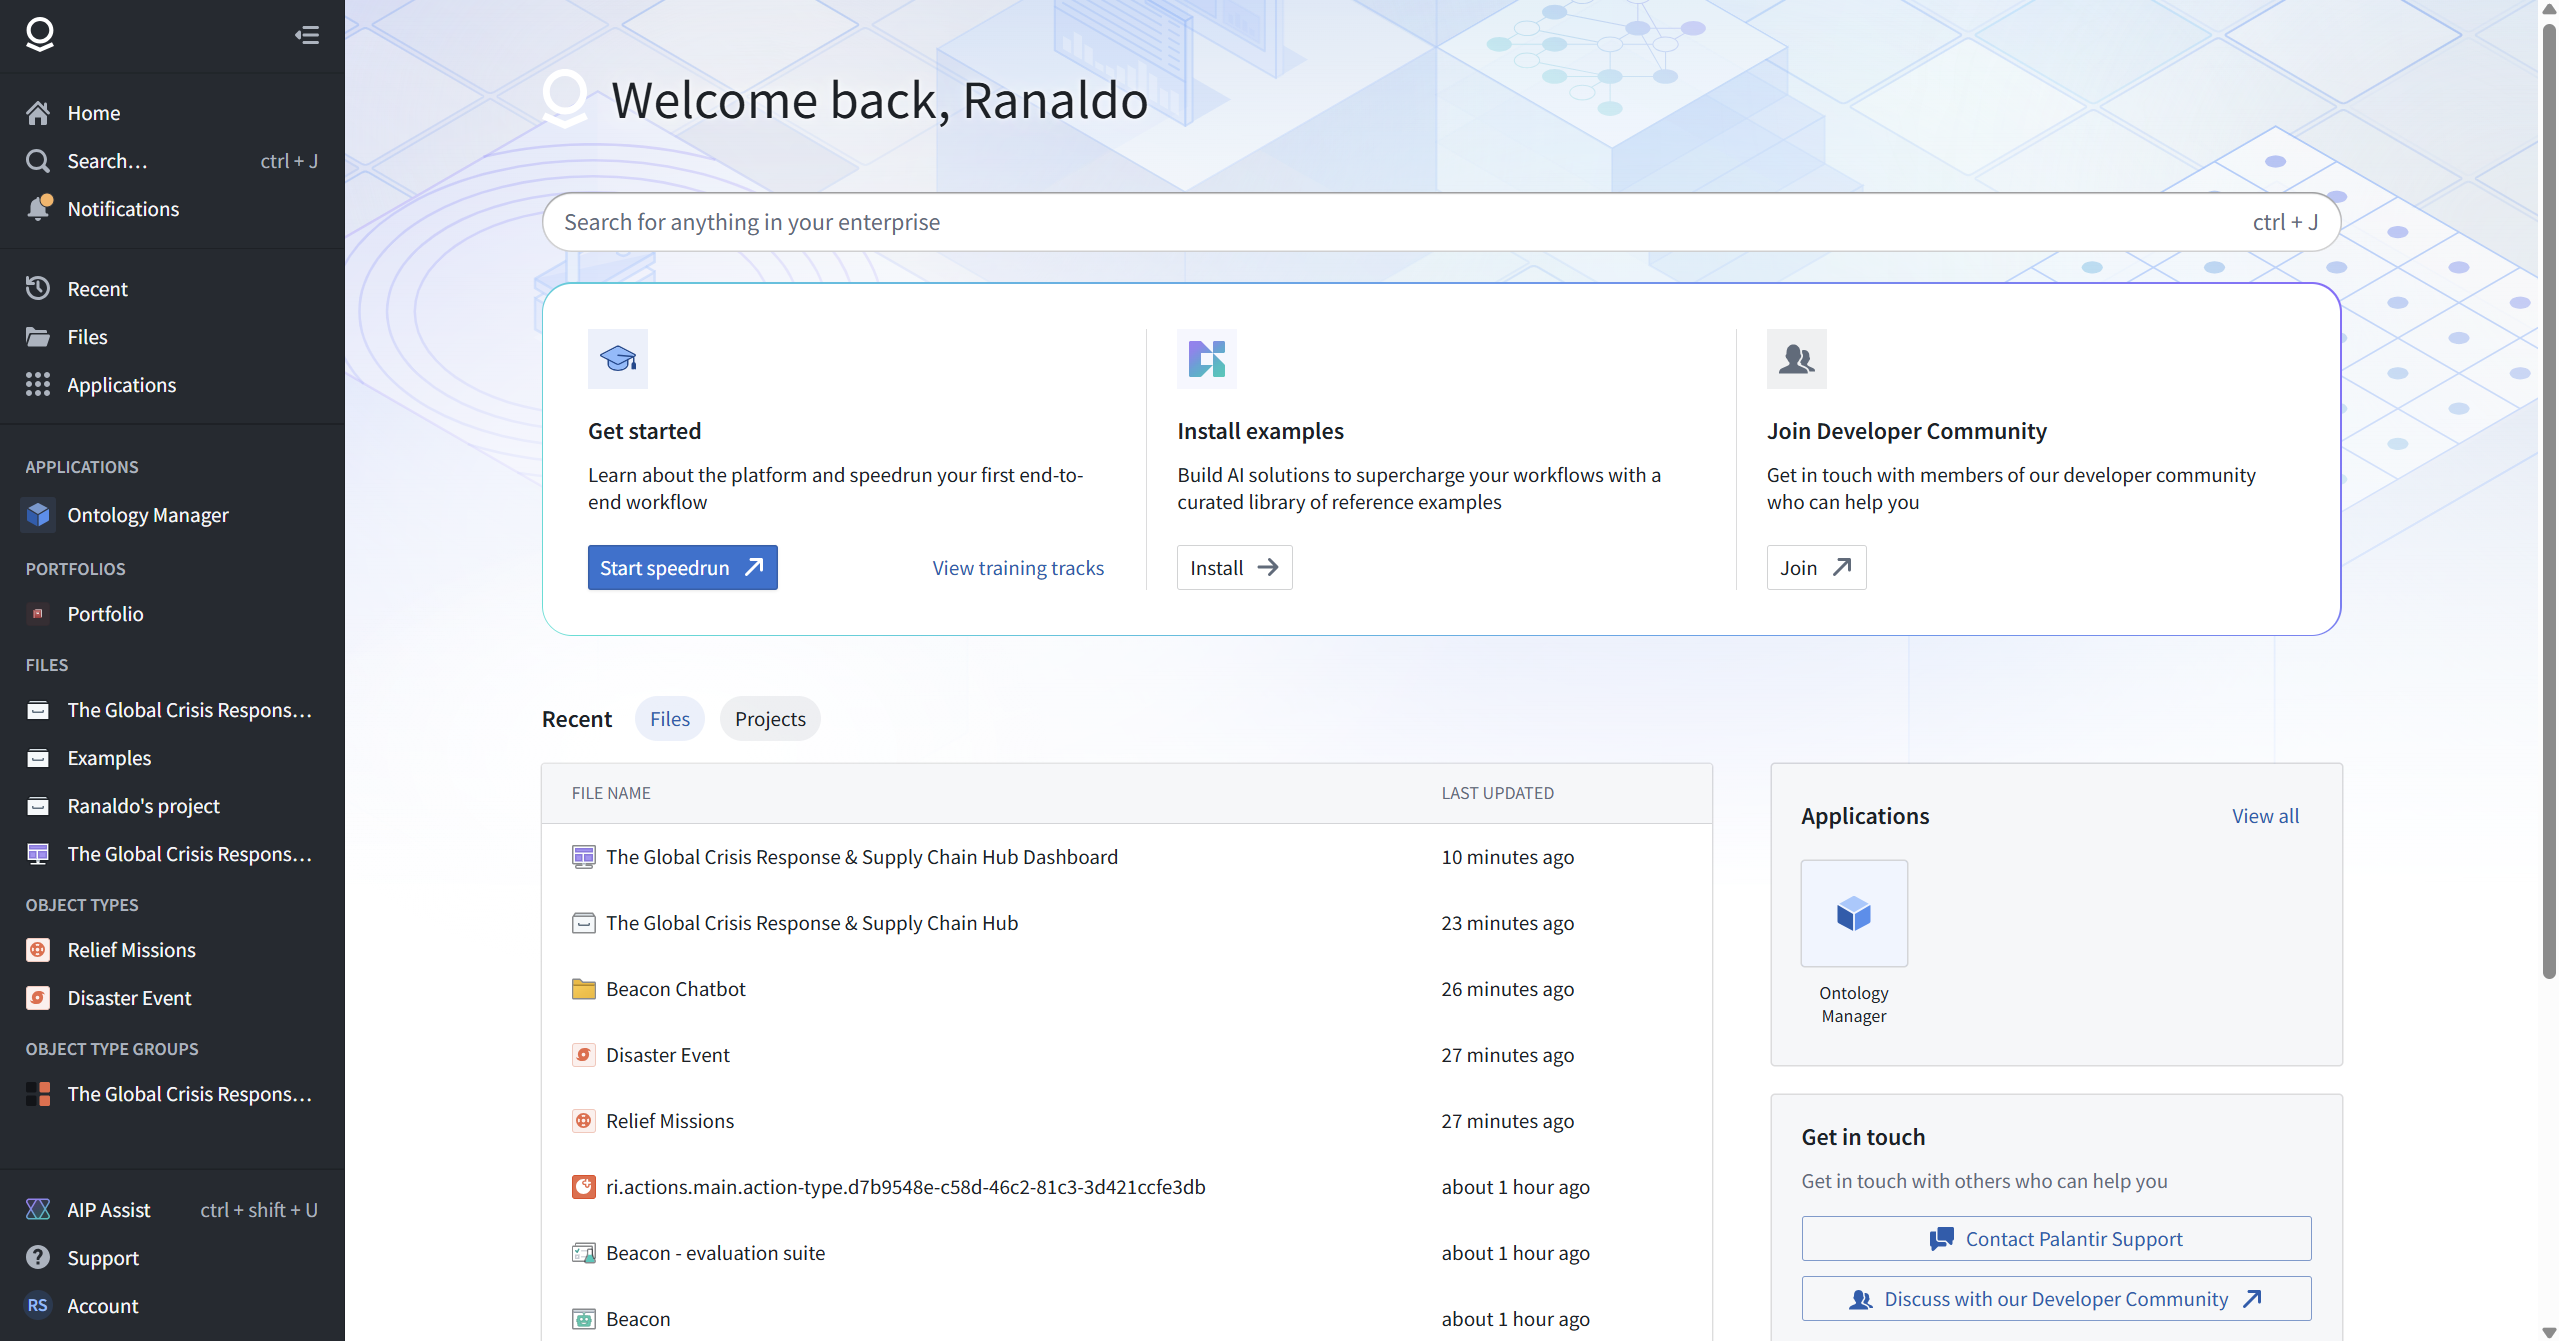 Home
Search... ctrl + J
Notifications
Recent
Files
Applications
APPLICATIONS
Ontology Manager
PORTFOLIOS
Portfolio
FILES
The Global Crisis Respons...
Examples
Ranaldo's project
The Global Crisis Respons...
OBJECT TYPES
Relief Missions
Disaster Event
OBJECT TYPE GROUPS
The Global Crisis Respons...
AIP Assist ctrl + shift + U
Support
RS Account
Welcome back, Ranaldo
Search for anything in your enterprise ctrl + J
Get started
Learn about the platform and speedrun your first end-to-
end workflow
Start speedrun View training tracks
Install examples
Build AI solutions to supercharge your workflows with a
curated library of reference examples
Install
Join Developer Community
Get in touch with members of our developer community
who can help you
Join
Recent Files Projects
FILE NAME LAST UPDATED
The Global Crisis Response & Supply Chain Hub Dashboard 10 minutes ago
The Global Crisis Response & Supply Chain Hub 23 minutes ago
Beacon Chatbot 26 minutes ago
Disaster Event 27 minutes ago
Relief Missions 27 minutes ago
ri.actions.main.action-type.d7b9548e-c58d-46c2-81c3-3d421ccfe3db about 1 hour ago
Beacon - evaluation suite about 1 hour ago
Beacon about 1 hour ago
Applications View all
Ontology
Manager
Get in touch
Get in touch with others who can help you
Contact Palantir Support
Discuss with our Developer Community